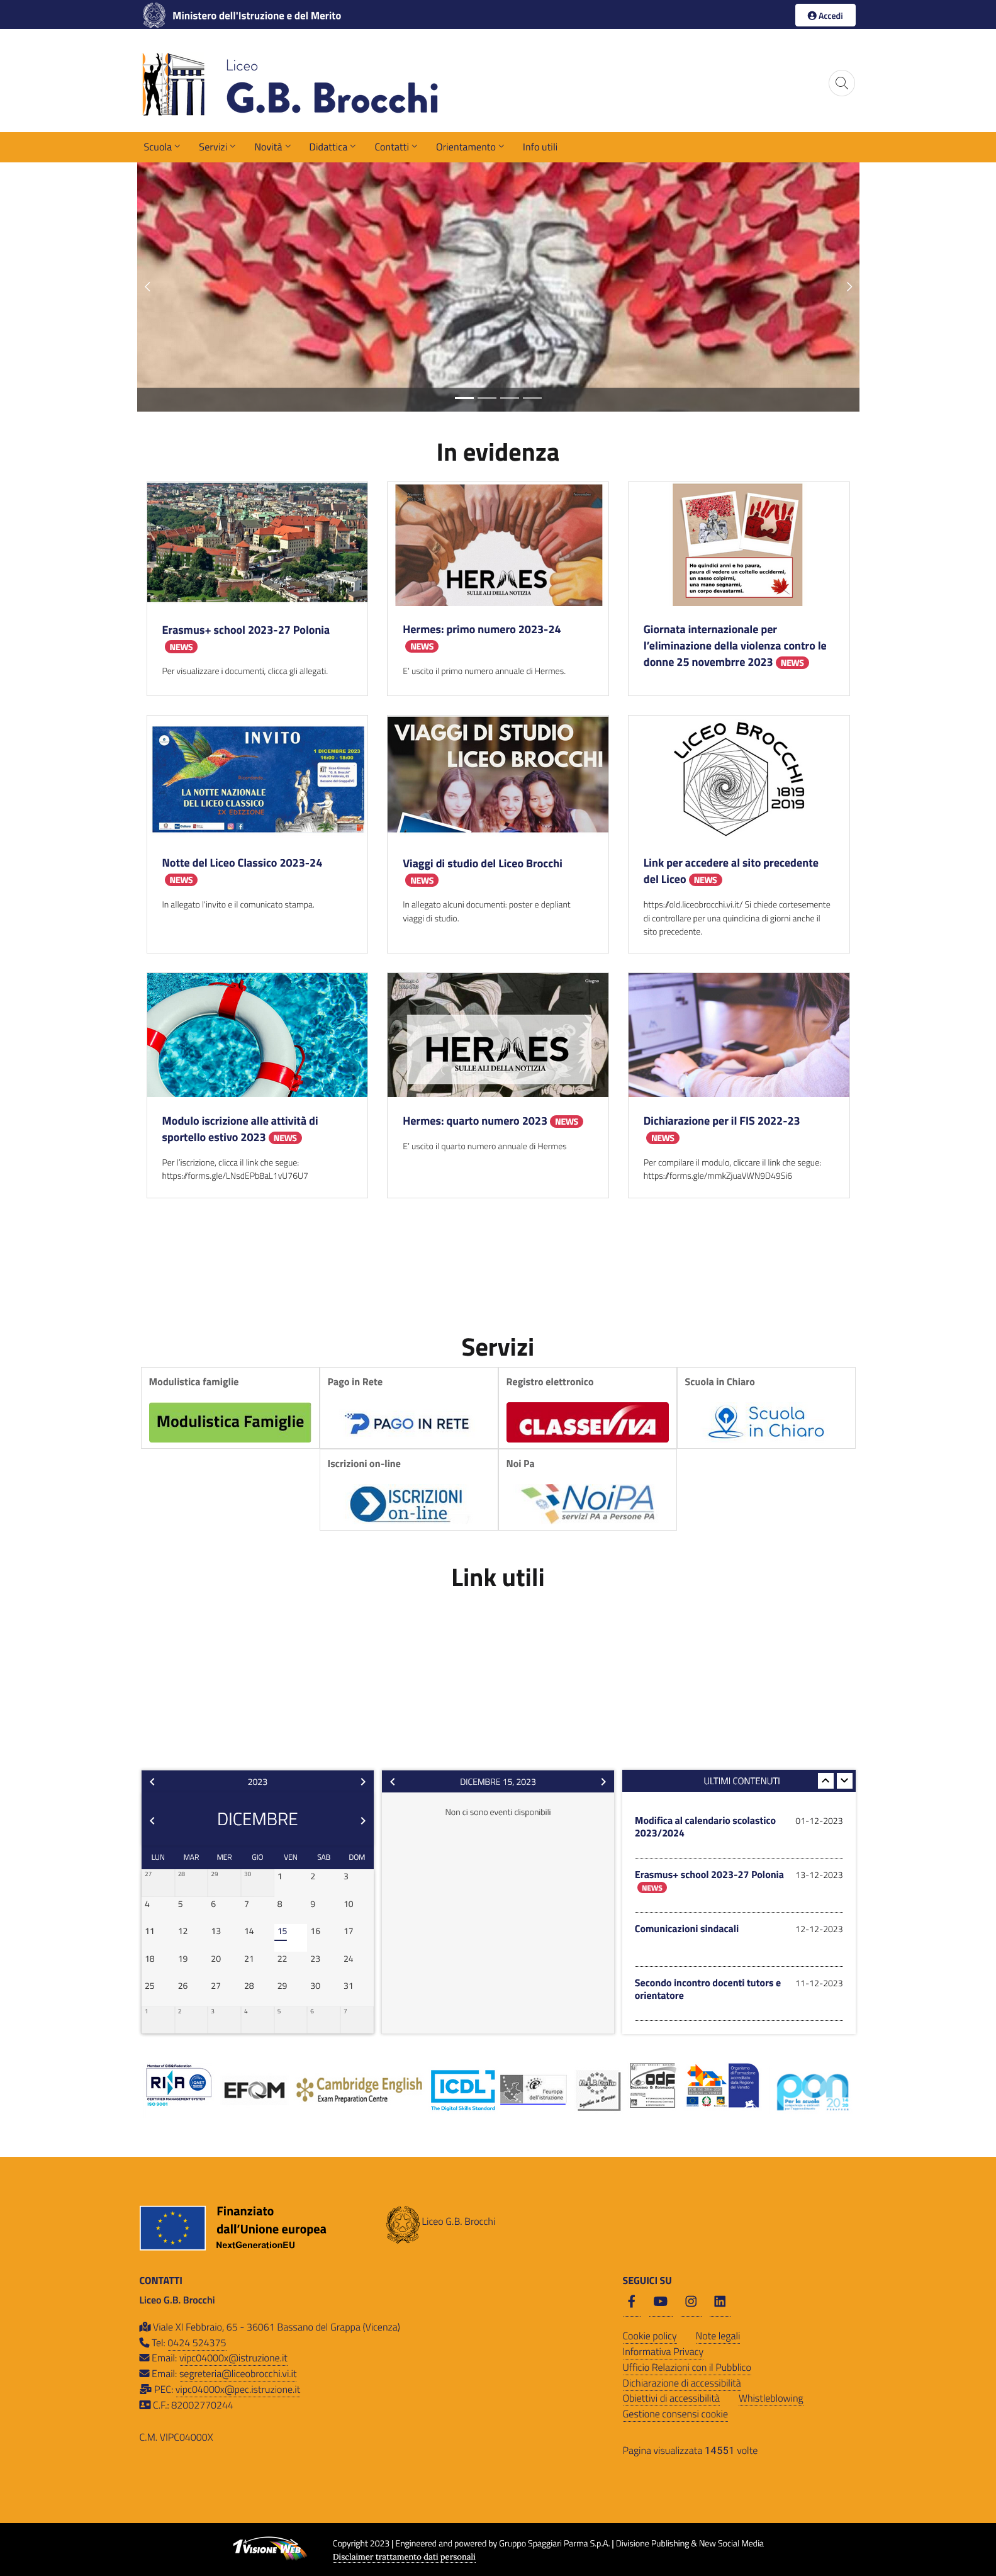 Ministero dell'Istruzione e del Merito
Accedi
Liceo
G.B. Brocchi
Scuola Servizi Novità Didattica Contatti Orientamento Info utili
In evidenza
HERMES
SULLE ALI DELLA NOTIZIA
Ho quindici anni e ho paura,
paura di vedere un coltello uccidermi,
un sasso colpirmi,
una mano segnarmi,
un corpo devastarmi.
Erasmus+ school 2023-27 Polonia
NEWS
Per visualizzare i documenti, clicca gli allegati.
Hermes: primo numero 2023-24
NEWS
E' uscito il primo numero annuale di Hermes.
Giornata internazionale per
l'eliminazione della violenza contro le
donne 25 novembrre 2023 NEWS
INVITO
1 DICEMBRE 2023
16:00 - 18:00
LA NOTTE NAZIONALE
DEL LICEO CLASSICO
IX EDIZIONE
VIAGGI DI STUDIO
LICEO BROCCHI
LICEO BROCCHI
1819
2019
Notte del Liceo Classico 2023-24
NEWS
In allegato l'invito e il comunicato stampa.
Viaggi di studio del Liceo Brocchi
NEWS
In allegato alcuni documenti: poster e depliant
viaggi di studio.
Link per accedere al sito precedente
del Liceo NEWS
https://old.liceobrocchi.vi.it/ Si chiede cortesemente
di controllare per una quindicina di giorni anche il
sito precedente.
Giugno
HERMES
SULLE ALI DELLA NOTIZIA
Modulo iscrizione alle attività di
sportello estivo 2023 NEWS
Per l'iscrizione, clicca il link che segue:
https://forms.gle/LNsdEPb8aL1vU76U7
Hermes: quarto numero 2023 NEWS
E' uscito il quarto numero annuale di Hermes
Dichiarazione per il FIS 2022-23
NEWS
Per compilare il modulo, cliccare il link che segue:
https://forms.gle/mmkZjuaVWN9D49Si6
Servizi
Modulistica famiglie
Modulistica Famiglie
Pago in Rete
PAGO IN RETE
Registro elettronico
CLASSEVIVA
Scuola in Chiaro
Scuola
in Chiaro
Iscrizioni on-line
ISCRIZIONI
on-line
Noi Pa
NoiPA
servizi PA a Persone PA
Link utili
2023
DICEMBRE
LUN MAR MER GIO VEN SAB DOM
27 28 29 30 1 2 3
4 5 6 7 8 9 10
11 12 13 14 15 16 17
18 19 20 21 22 23 24
25 26 27 28 29 30 31
1 2 3 4 5 6 7
DICEMBRE 15, 2023
Non ci sono eventi disponibili
ULTIMI CONTENUTI
Modifica al calendario scolastico
2023/2024
01-12-2023
Erasmus+ school 2023-27 Polonia
NEWS
13-12-2023
Comunicazioni sindacali
12-12-2023
Secondo incontro docenti tutors e
orientatore
11-12-2023
RINA
ISO 9001
EFQM
Cambridge English
Exam Preparation Centre
ICDL
The Digital Skills Standard
l'europa
dell'istruzione
odf
pon
Finanziato
dall'Unione europea
NextGenerationEU
Liceo G.B. Brocchi
CONTATTI
Liceo G.B. Brocchi
Viale XI Febbraio, 65 - 36061 Bassano del Grappa (Vicenza)
Tel: 0424 524375
Email: vipc04000x@istruzione.it
Email: segreteria@liceobrocchi.vi.it
PEC: vipc04000x@pec.istruzione.it
C.F.: 82002770244
C.M. VIPC04000X
SEGUICI SU
Cookie policy Note legali
Informativa Privacy
Ufficio Relazioni con il Pubblico
Dichiarazione di accessibilità
Obiettivi di accessibilità Whistleblowing
Gestione consensi cookie
Pagina visualizzata 14551 volte
1 VISIONE WEB
Copyright 2023 | Engineered and powered by Gruppo Spaggiari Parma S.p.A. | Divisione Publishing & New Social Media
Disclaimer trattamento dati personali